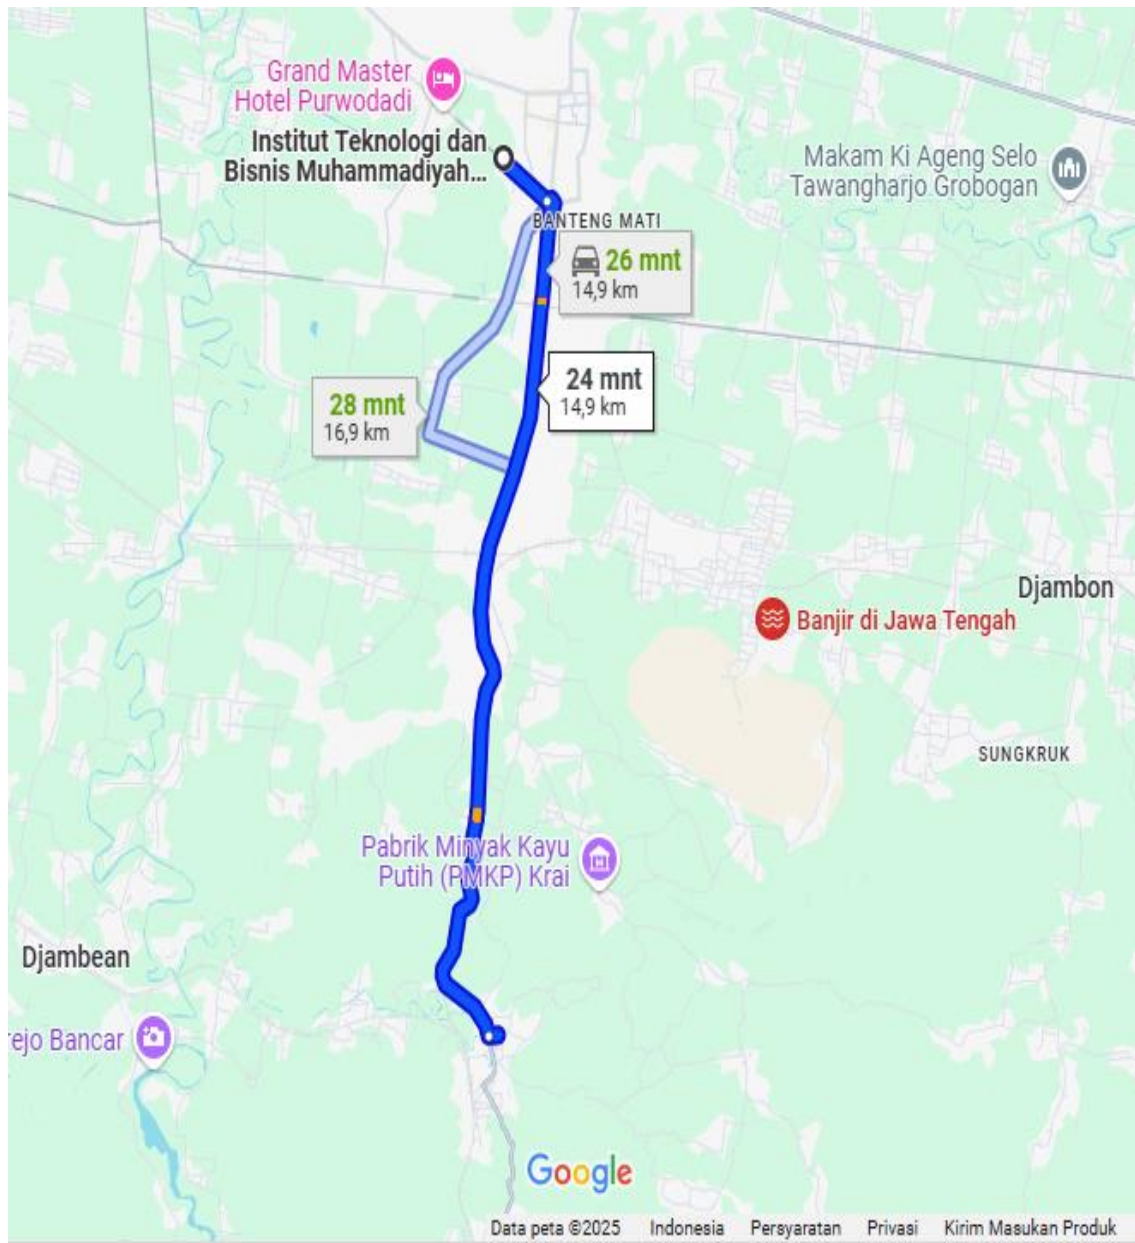 Grand Master
Hotel Purwodadi
Institut Teknologi dan
Bisnis Muhammadiyah...
Makam Ki Ageng Selo
Tawangharjo Grobogan
BANTENG MATI
26 mnt
14,9 km
24 mnt
14,9 km
28 mnt
16,9 km
Djambon
Banjir di Jawa Tengah
SUNGKRUK
Pabrik Minyak Kayu
Putih (PMKP) Krai
Djambean
rejo Bancar
Google
Data peta ©2025 Indonesia Persyaratan Privasi Kirim Masukan Produk